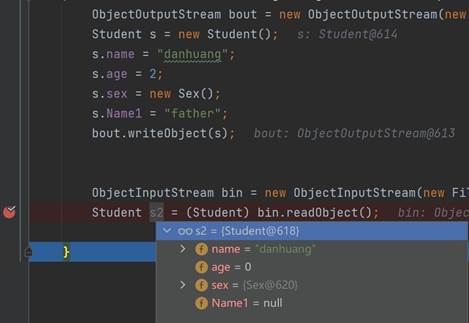 ObjectOutputStream bout = new ObjectOutputStream(new
Student s = new Student();   s: Student@614
s.name = "danhuang";
s.age = 2;
s.sex = new Sex();
s.Name1 = "father";
bout.writeObject(s);   bout: ObjectOutputStream@613
ObjectInputStream bin = new ObjectInputStream(new Fil
Student s2 = (Student) bin.readObject();   bin: Objec
s2 = {Student@618}
f name = "danhuang"
f age = 0
f sex = {Sex@620}
f Name1 = null
}